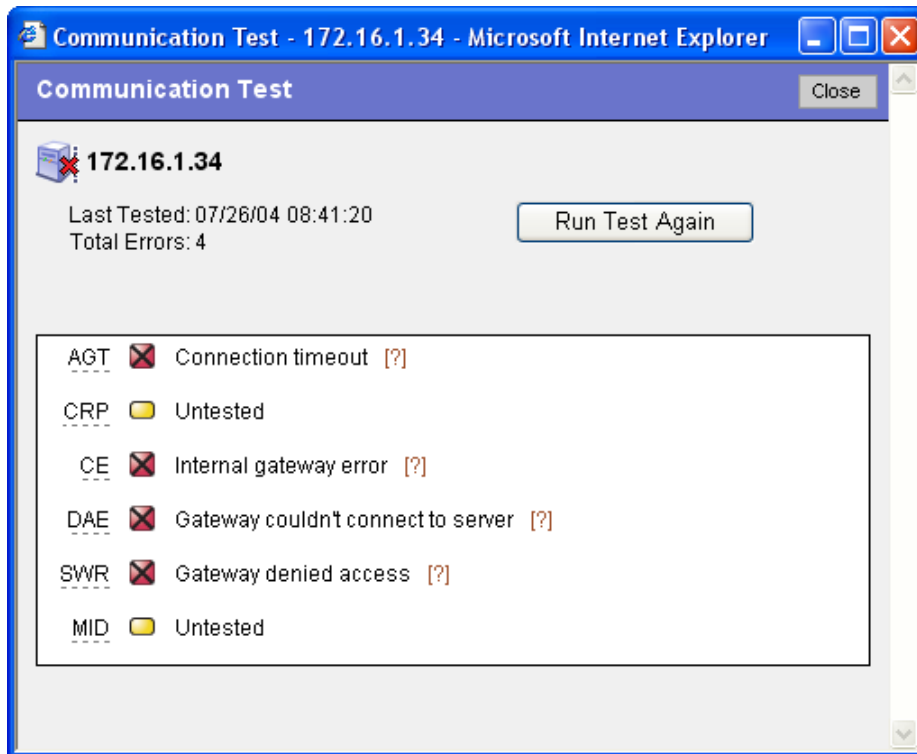 Communication Test - 172.16.1.34 - Microsoft Internet Explorer
Communication Test
Close
172.16.1.34
Last Tested: 07/26/04 08:41:20
Run Test Again
Total Errors: 4
AGT Connection timeout [?]
CRP Untested
CE Internal gateway error [?]
DAE Gateway couldn't connect to server [?]
SWR Gateway denied access [?]
MID Untested